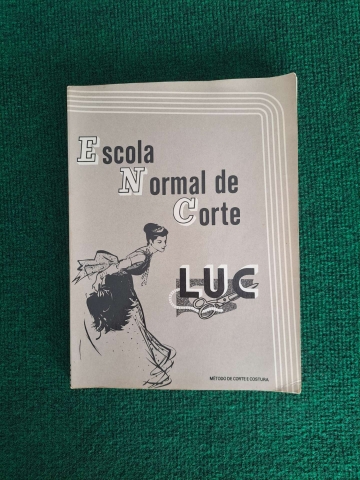 Escola
Normal de
Corte
LUC
MÉTODO DE CORTE E COSTURA